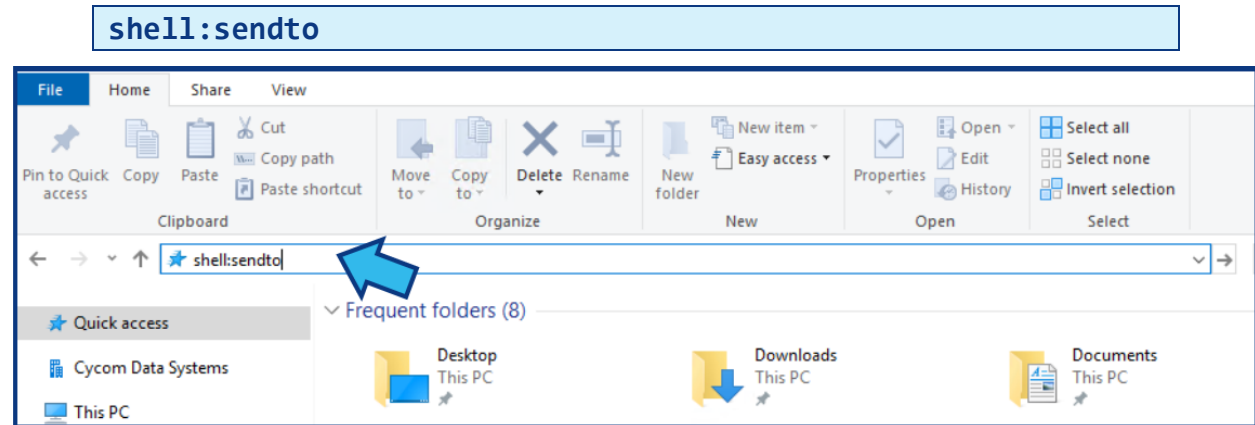 shell:sendto
File Home Share View
Pin to Quick access
Copy
Paste
Cut
Copy path
Paste shortcut
Clipboard
Move to
Copy to
Delete
Rename
Organize
New folder
New item
Easy access
New
Properties
Open
Edit
History
Open
Select all
Select none
Invert selection
Select
shell:sendto
Quick access
Cycom Data Systems
This PC
Frequent folders (8)
Desktop
This PC
Downloads
This PC
Documents
This PC